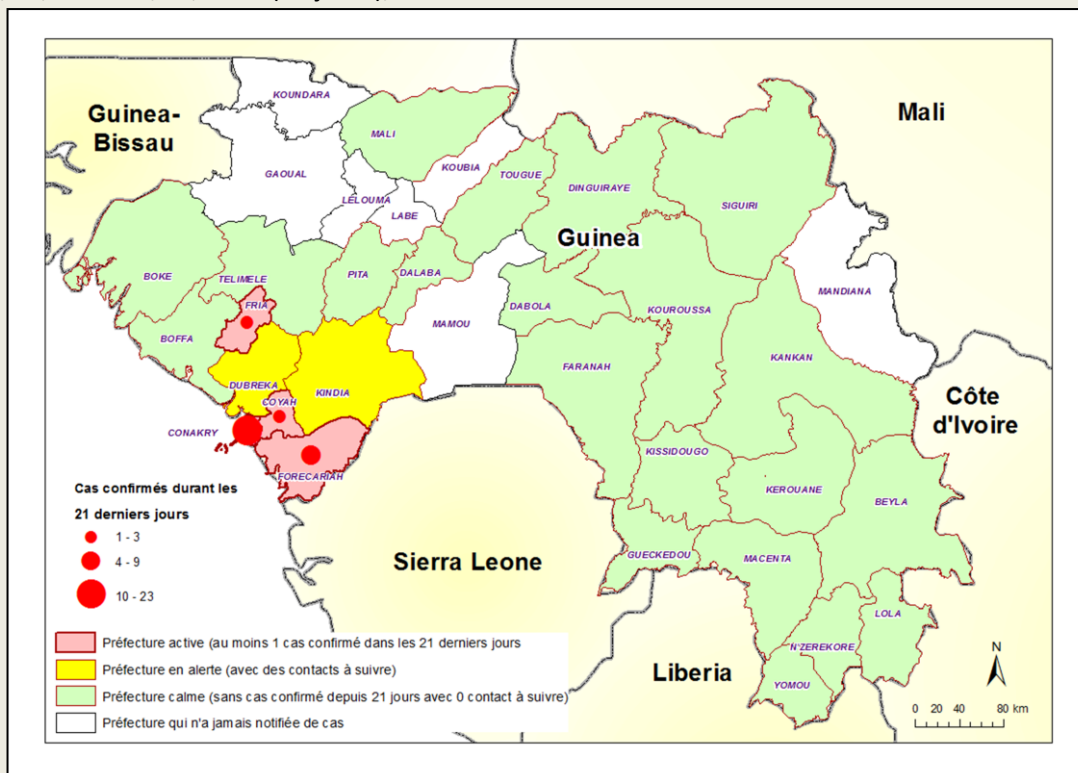 KOUNDARA
Guinea-
Bissau
MALI
Mali
KOUBIA
GAOUAL
TOUGUE
DINGUIRAYE
LELOUMA
SIGUIRI
LABE
Guinea
BOKE
TELIMELE
PITA
DALABA
MANDIANA
FRIA
DABOLA
KOUROUSSA
MAMOU
BOFFA
KANKAN
FARANAH
DUBREKA
KINDIA
COYAH
Côte
d'Ivoire
CONAKRY
KISSIDOUGO
FORECARIAH
KEROUANE
BEYLA
Cas confirmés durant les
21 derniers jours
1 - 3
4 - 9
10 - 23
GUECKEDOU
MACENTA
Sierra Leone
LOLA
N'ZEREKORE
Liberia
YOMOU
N
0 20 40 80 km
Préfecture active (au moins 1 cas confirmé dans les 21 derniers jours
Préfecture en alerte (avec des contacts à suivre)
Préfecture calme (sans cas confirmé depuis 21 jours avec 0 contact à suivre)
Préfecture qui n'a jamais notifiée de cas